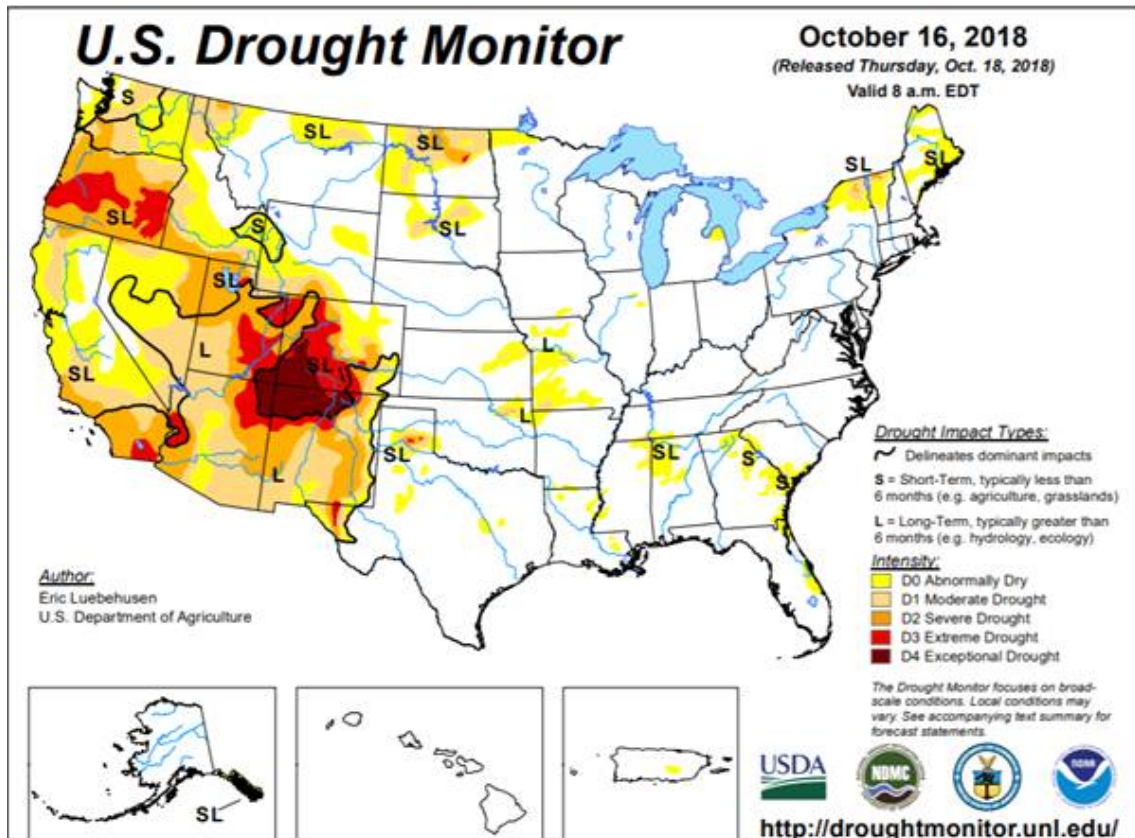 U.S. Drought Monitor
October 16, 2018
(Released Thursday, Oct. 18, 2018)
Valid 8 a.m. EDT
S
SL
SL
SL
SL
SL
S
SL
SL
L
SL
L
SL
L
L
SL
SL
S
S
Drought Impact Types:
Delineates dominant impacts
S = Short-Term, typically less than
6 months (e.g. agriculture, grasslands)
L = Long-Term, typically greater than
6 months (e.g. hydrology, ecology)
Intensity:
D0 Abnormally Dry
D1 Moderate Drought
D2 Severe Drought
D3 Extreme Drought
D4 Exceptional Drought
Author:
Eric Luebehusen
U.S. Department of Agriculture
The Drought Monitor focuses on broad-
scale conditions. Local conditions may
vary. See accompanying text summary for
forecast statements.
SL
USDA
NDMC
NOAA
http://droughtmonitor.unl.edu/